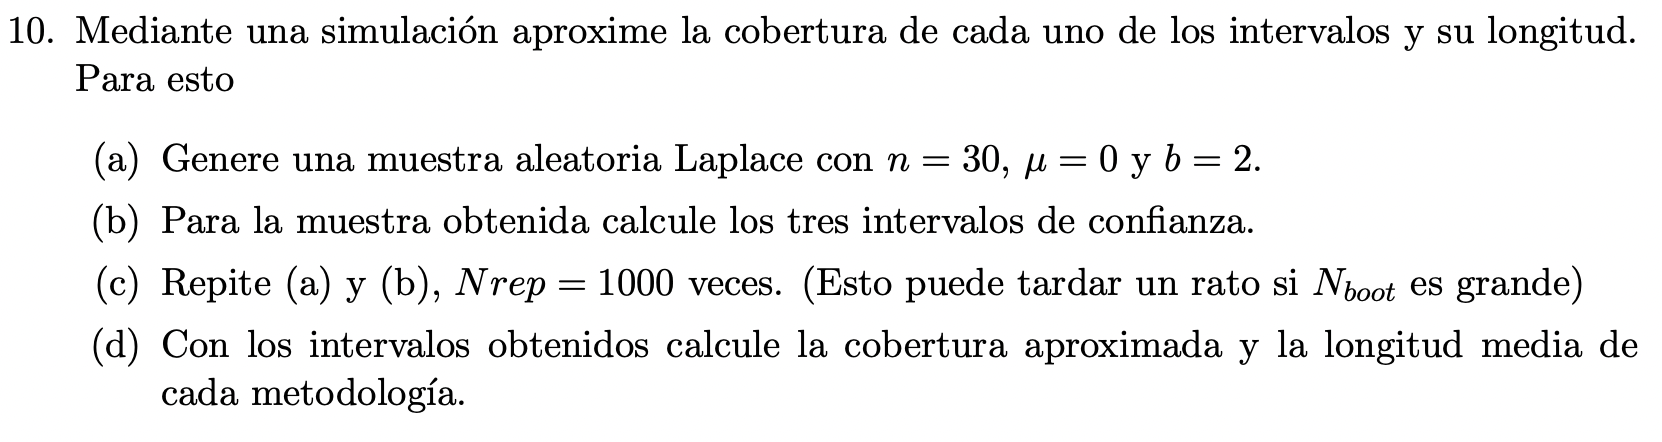 10. Mediante una simulación aproxime la cobertura de cada uno de los intervalos y su longitud.
Para esto
(a) Genere una muestra aleatoria Laplace con n = 30, μ = 0 y b = 2.
(b) Para la muestra obtenida calcule los tres intervalos de confianza.
(c) Repite (a) y (b), Nrep = 1000 veces. (Esto puede tardar un rato si N_boot es grande)
(d) Con los intervalos obtenidos calcule la cobertura aproximada y la longitud media de
cada metodología.